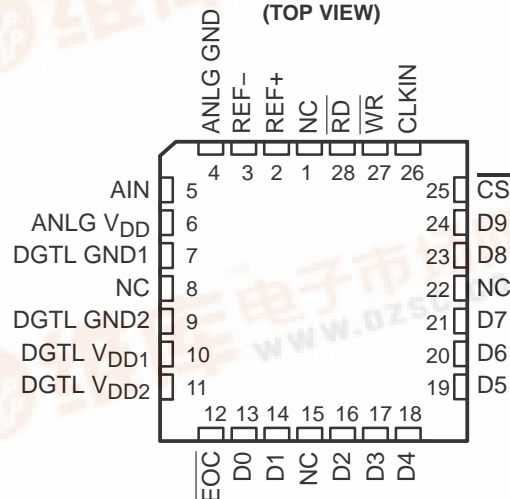 (TOP VIEW)
ANLG GND
REF−
REF+
NC
RD
WR
CLKIN
4 3 2 1 28 27 26
AIN 5
ANLG VDD 6
DGTL GND1 7
NC 8
DGTL GND2 9
DGTL VDD1 10
DGTL VDD2 11
25 CS
24 D9
23 D8
22 NC
21 D7
20 D6
19 D5
12 13 14 15 16 17 18
EOC
D0
D1
NC
D2
D3
D4